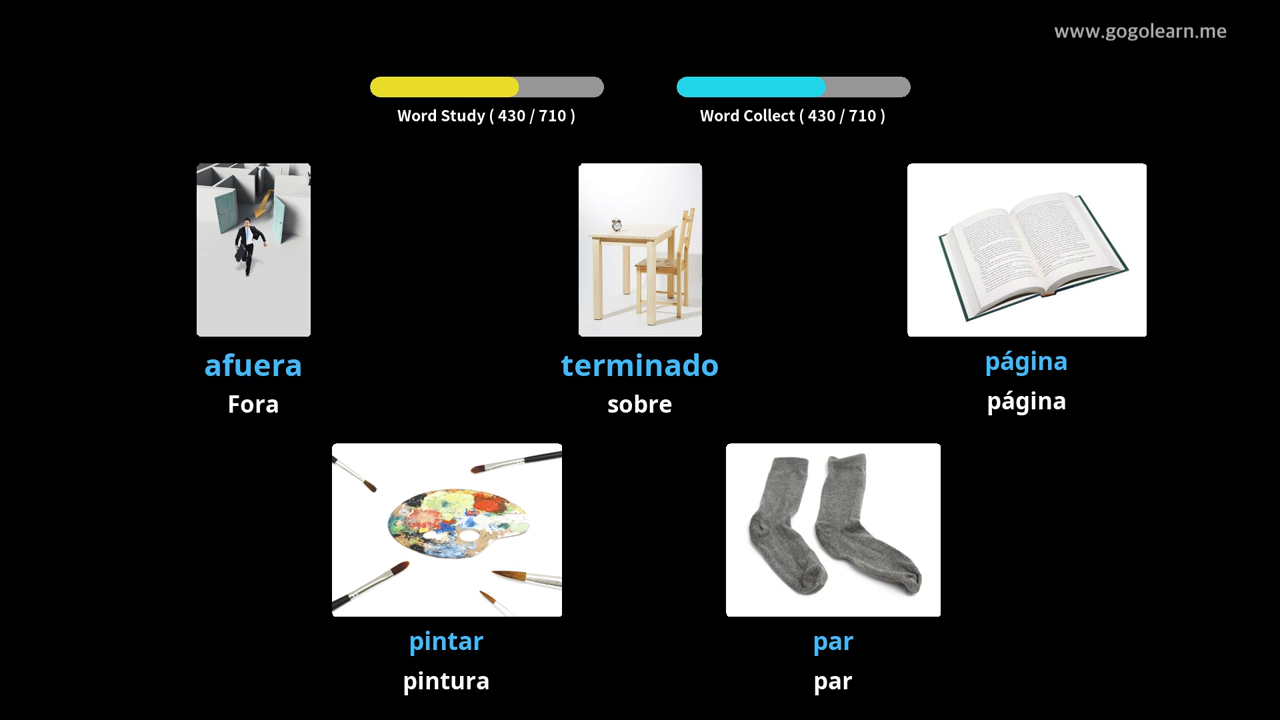 www.gogolearn.me
Word Study ( 430 / 710 )
Word Collect ( 430 / 710 )
afuera
Fora
terminado
sobre
página
página
pintar
pintura
par
par